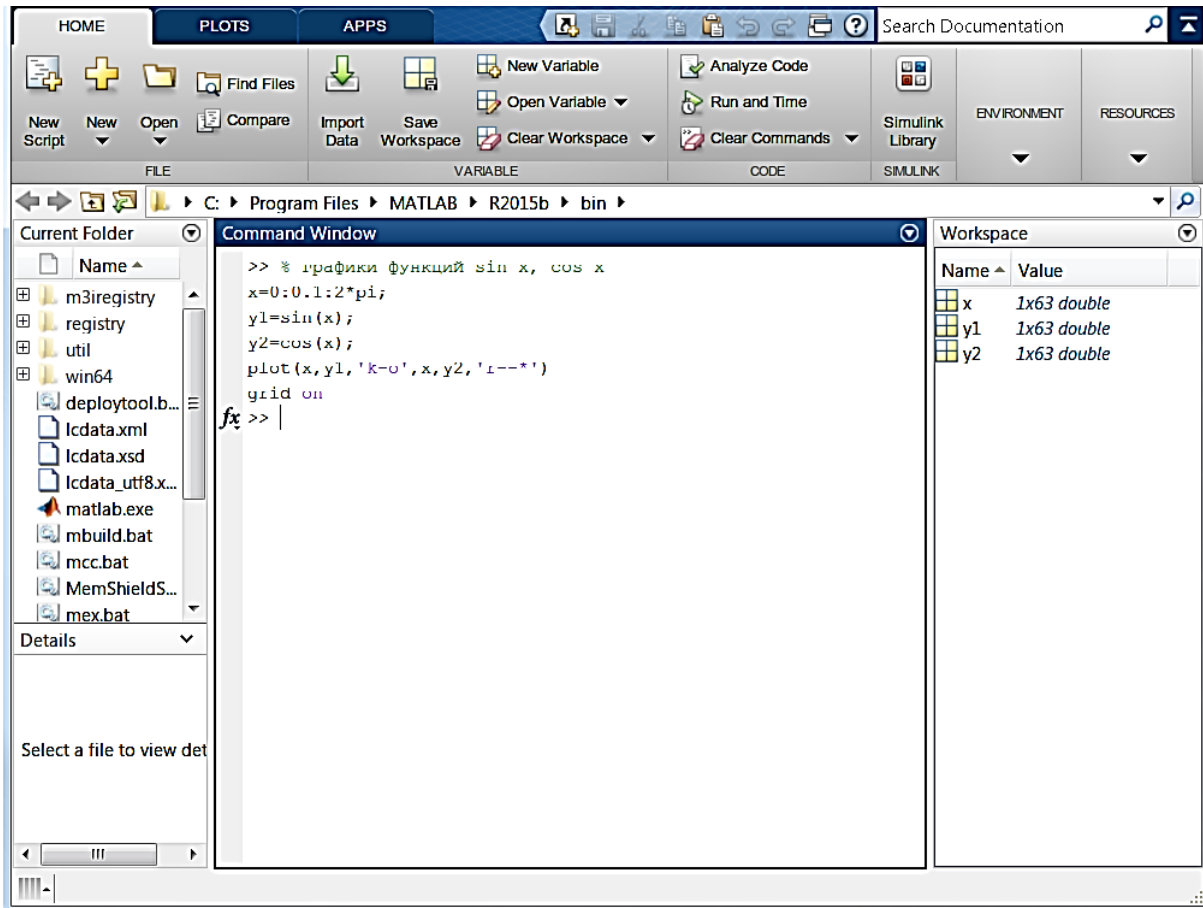 HOME PLOTS APPS Search Documentation
New Script
New
Open
Find Files
Compare
FILE
Import Data
Save Workspace
New Variable
Open Variable
Clear Workspace
VARIABLE
Analyze Code
Run and Time
Clear Commands
CODE
Simulink Library
SIMULINK
ENVIRONMENT
RESOURCES
C: Program Files MATLAB R2015b bin
Current Folder
Name
m3iregistry
registry
util
win64
deploytool.b...
lcdata.xml
lcdata.xsd
lcdata_utf8.x...
matlab.exe
mbuild.bat
mcc.bat
MemShieldS...
mex.bat
Details
Select a file to view det
Command Window
>> % графики функций sin x, cos x
x=0:0.1:2*pi;
y1=sin(x);
y2=cos(x);
plot(x,y1,'k-o',x,y2,'r--*')
grid on
fx >>
Workspace
Name Value
x 1x63 double
y1 1x63 double
y2 1x63 double